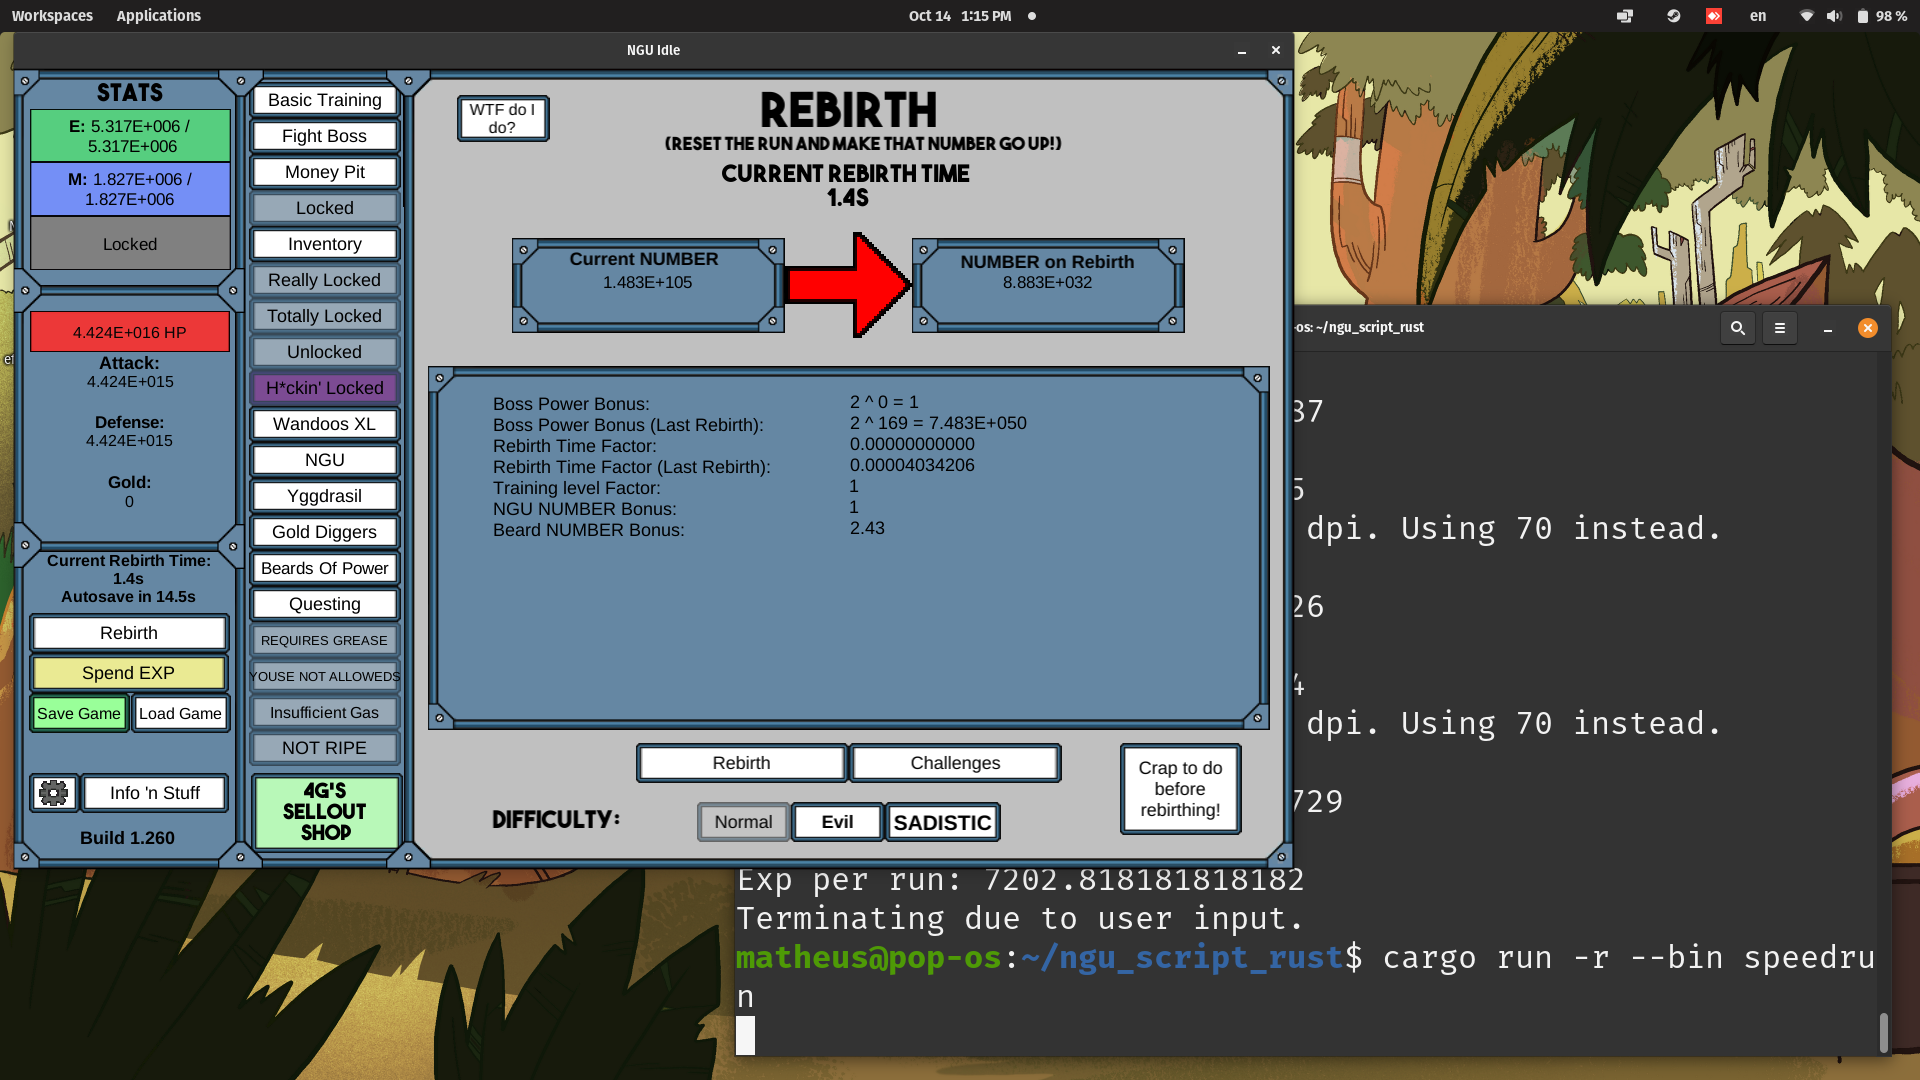 Workspaces
Applications
Oct 14 1:15 PM
en
98 %
NGU Idle
STATS
E: 5.317E+006 /
5.317E+006
M: 1.827E+006 /
1.827E+006
Locked
4.424E+016 HP
Attack:
4.424E+015
Defense:
4.424E+015
Gold:
0
Current Rebirth Time:
1.4s
Autosave in 14.5s
Rebirth
Spend EXP
Save Game
Load Game
Info 'n Stuff
Build 1.260
Basic Training
Fight Boss
Money Pit
Locked
Inventory
Really Locked
Totally Locked
Unlocked
H*ckin' Locked
Wandoos XL
NGU
Yggdrasil
Gold Diggers
Beards Of Power
Questing
REQUIRES GREASE
YOUSE NOT ALLOWEDS
Insufficient Gas
NOT RIPE
4G'S
SELLOUT
SHOP
WTF do I
do?
REBIRTH
(RESET THE RUN AND MAKE THAT NUMBER GO UP!)
CURRENT REBIRTH TIME
1.4S
Current NUMBER
1.483E+105
NUMBER on Rebirth
8.883E+032
Boss Power Bonus: 2 ^ 0 = 1
Boss Power Bonus (Last Rebirth): 2 ^ 169 = 7.483E+050
Rebirth Time Factor: 0.00000000000
Rebirth Time Factor (Last Rebirth): 0.00004034206
Training level Factor: 1
NGU NUMBER Bonus: 1
Beard NUMBER Bonus: 2.43
Rebirth
Challenges
Crap to do
before
rebirthing!
DIFFICULTY:
Normal
Evil
SADISTIC
-os: ~/ngu_script_rust
37
5
dpi. Using 70 instead.
26
4
dpi. Using 70 instead.
729
Exp per run: 7202.818181818182
Terminating due to user input.
matheus@pop-os:~/ngu_script_rust$ cargo run -r --bin speedru
n